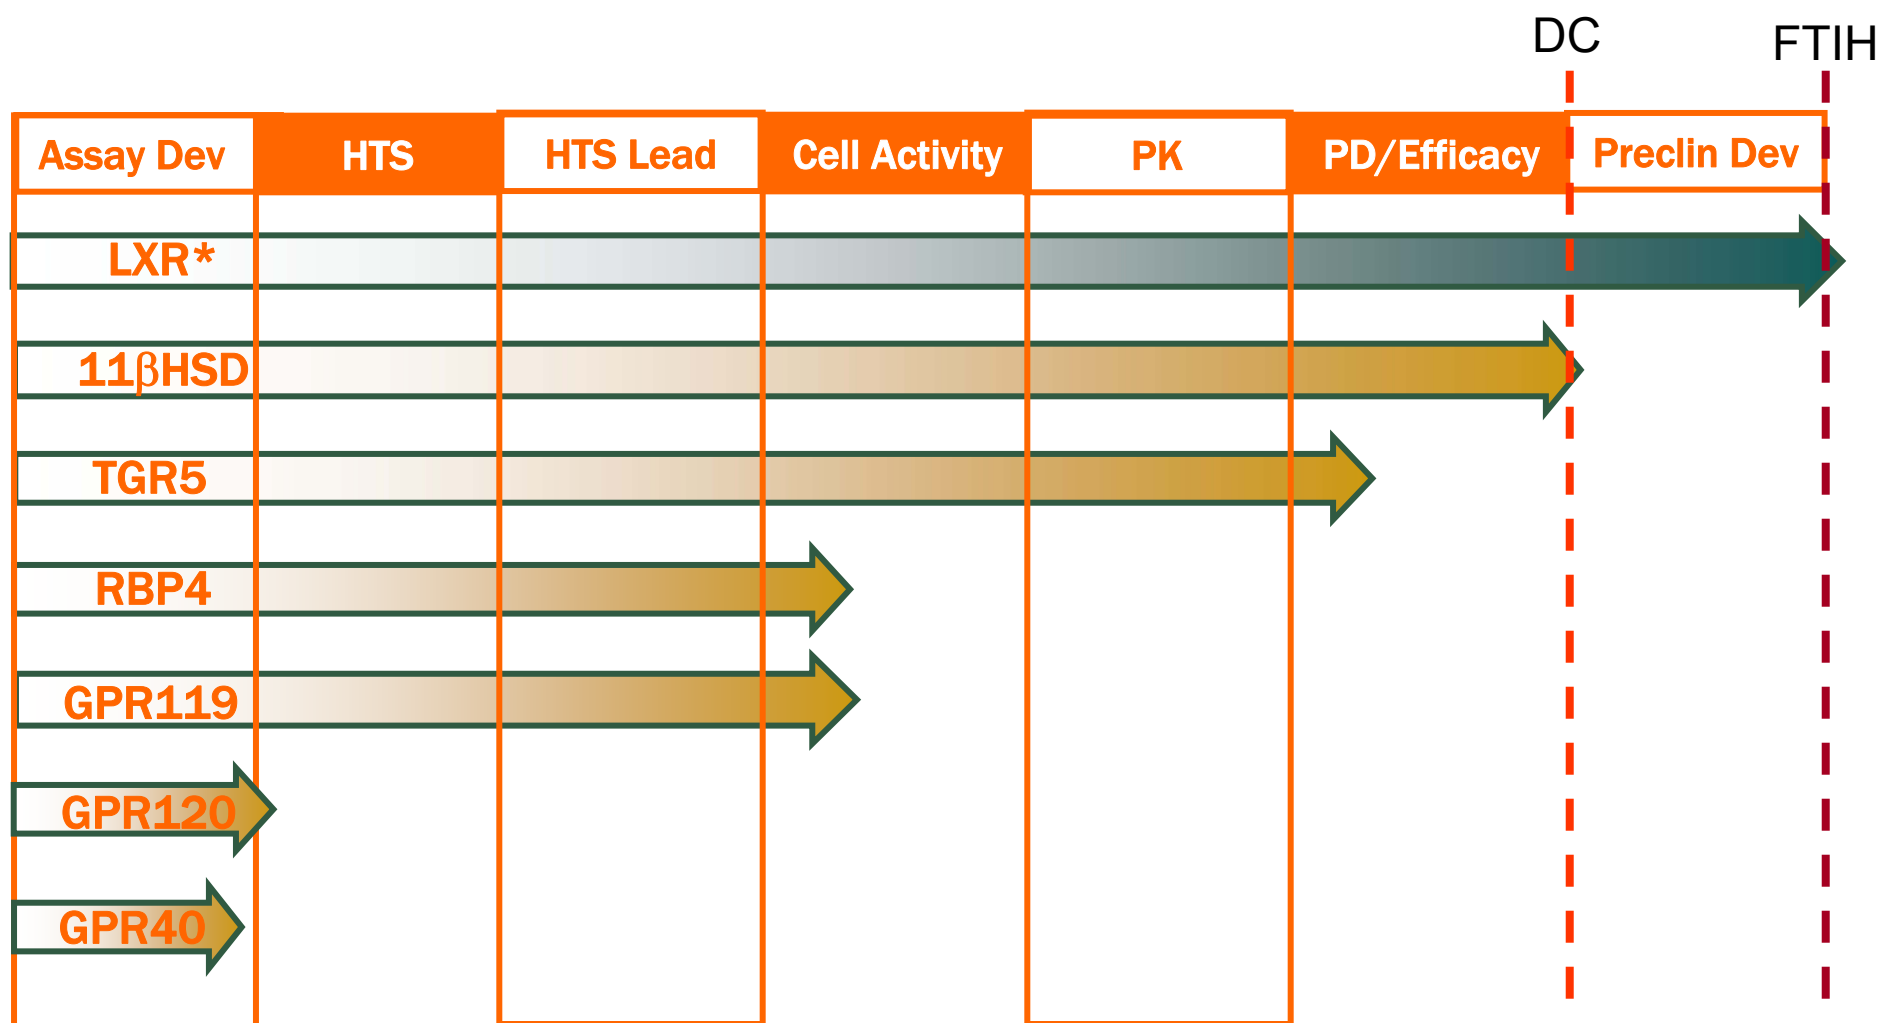 DC
FTIH
Assay Dev
HTS
HTS Lead
Cell Activity
PK
PD/Efficacy
Preclin Dev
LXR*
11βHSD
TGR5
RBP4
GPR119
GPR120
GPR40